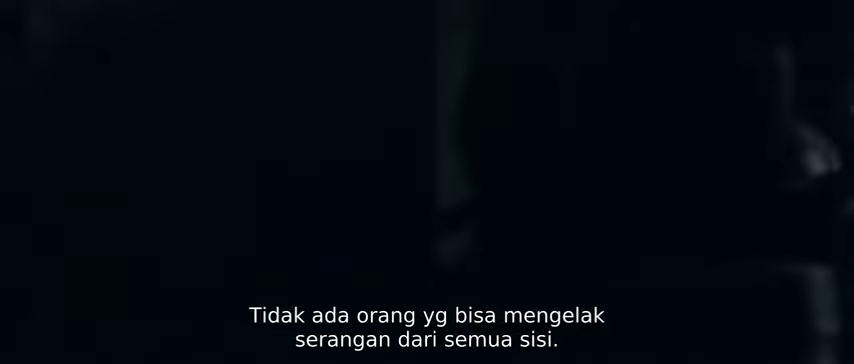 Tidak ada orang yg bisa mengelak
serangan dari semua sisi.